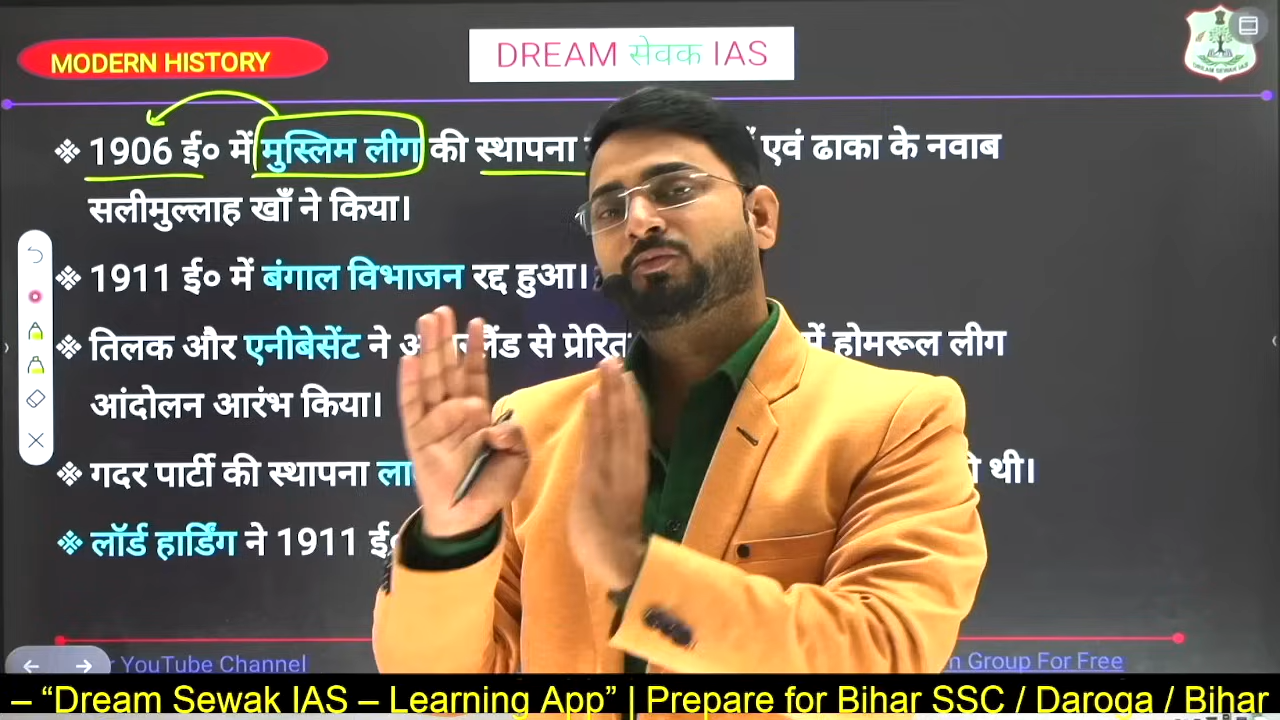 MODERN HISTORY
DREAM सेवक IAS
❖ 1906 ई० में मुस्लिम लीग की स्थापना एवं ढाका के नवाब
सलीमुल्लाह खाँ ने किया।
❖ 1911 ई० में बंगाल विभाजन रद्द हुआ।
❖ तिलक और एनीबेसेंट ने से प्रेरित में होमरूल लीग
आंदोलन आरंभ किया।
❖ गदर पार्टी की स्थापना थी।
❖ लॉर्ड हार्डिंग ने 1911 ई०
YouTube Channel
Group For Free
– “Dream Sewak IAS – Learning App” | Prepare for Bihar SSC / Daroga / Bihar